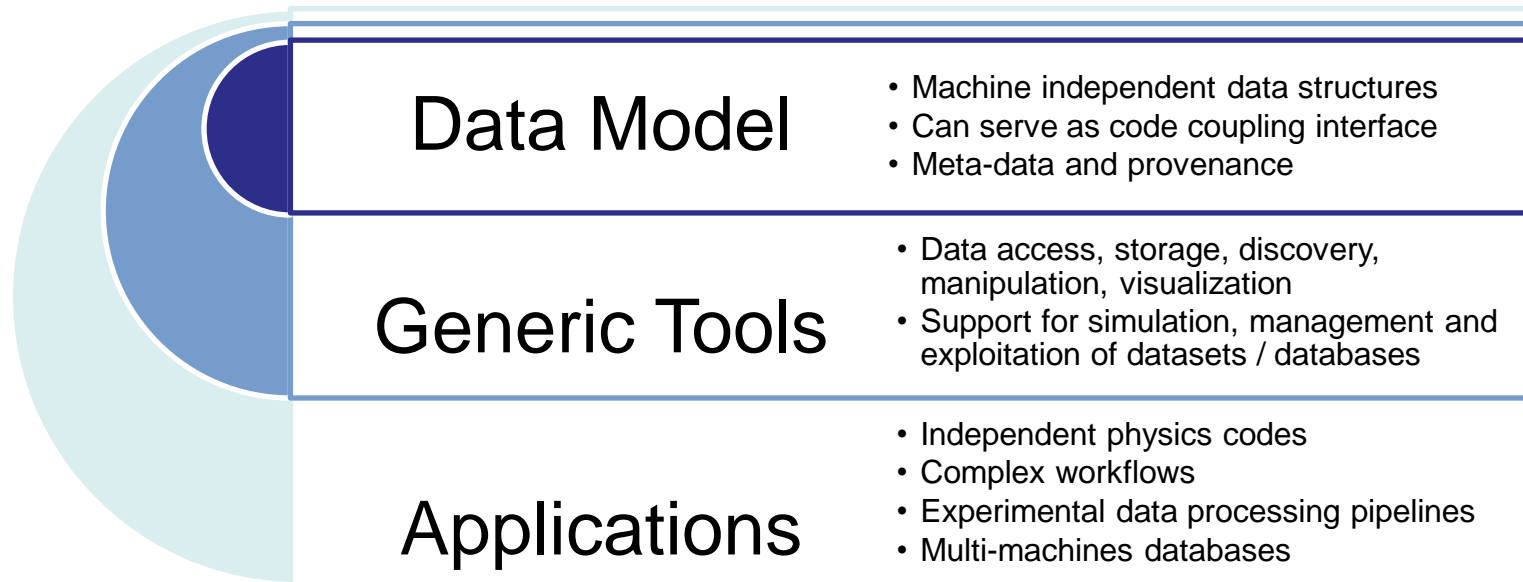 Data Model
• Machine independent data structures
• Can serve as code coupling interface
• Meta-data and provenance
Generic Tools
• Data access, storage, discovery,
manipulation, visualization
• Support for simulation, management and
exploitation of datasets / databases
Applications
• Independent physics codes
• Complex workflows
• Experimental data processing pipelines
• Multi-machines databases